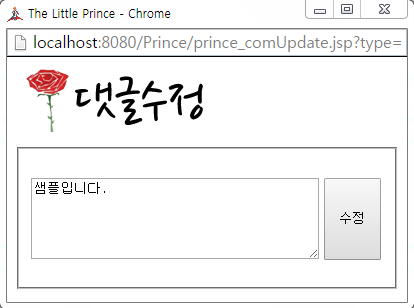 The Little Prince - Chrome
localhost:8080/Prince/prince_comUpdate.jsp?type=
댓글수정
샘플입니다.
수정